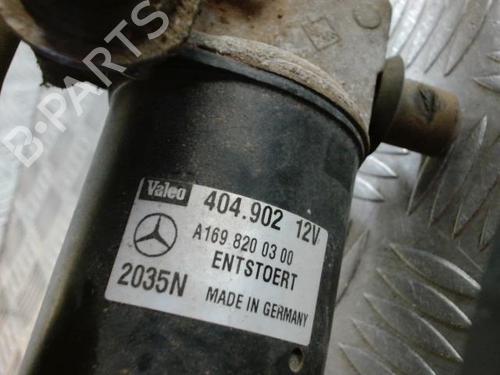 B-PARTS
Valeo 404.902 12V
A169 820 03 00
ENTSTOERT
2035N MADE IN GERMANY